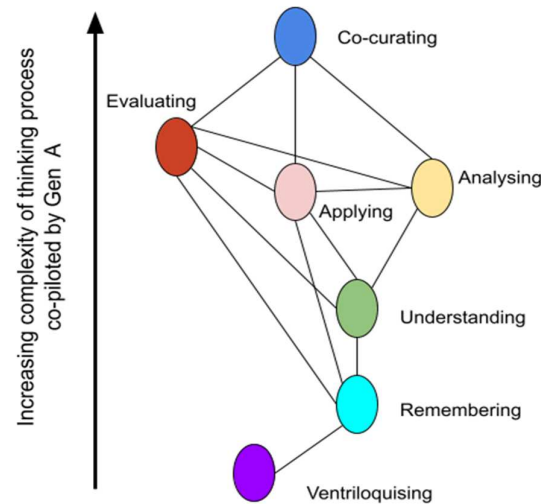 Co-curating
Evaluating
Analysing
Applying
Understanding
Remembering
Ventriloquising
Increasing complexity of thinking process
co-piloted by Gen A